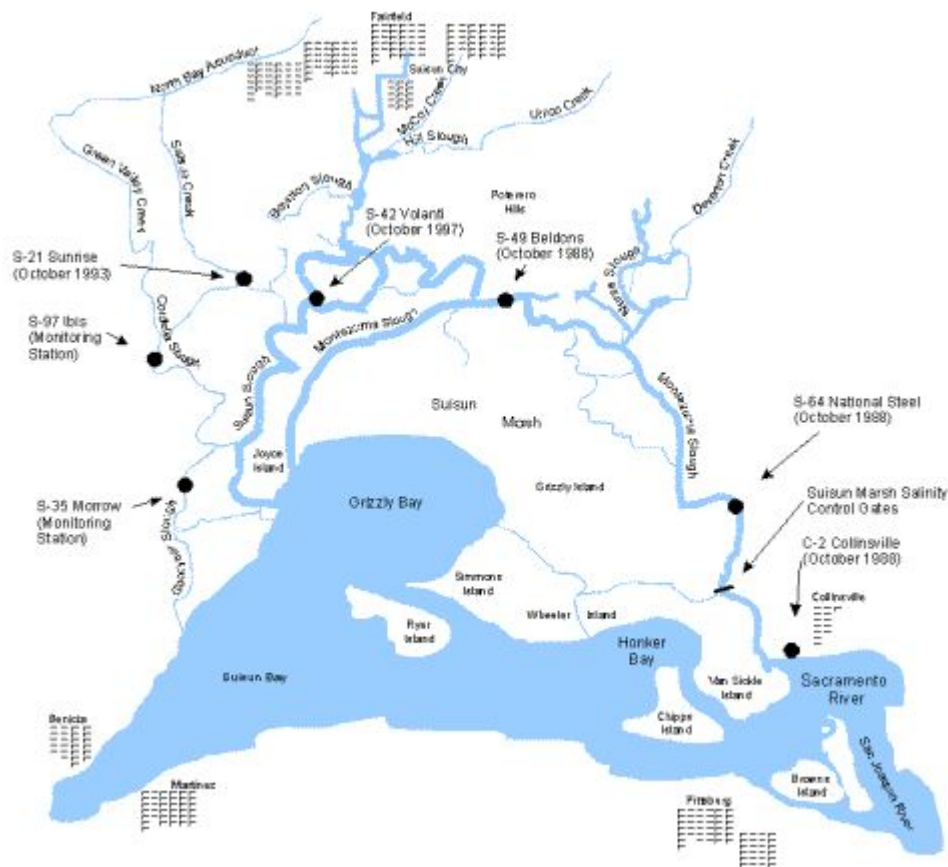 Fairfield
North Bay Aqueduct
Suisun City
McCoy Creek
Hill Slough
Union Creek
Green Valley Creek
Suisun Creek
Boynton Slough
Denverton Creek
Potrero
Hills
S-42 Volanti
(October 1997)
S-49 Beldons
(October 1988)
S-21 Sunrise
(October 1993)
Nurse Slough
S-97 Ibis
(Monitoring
Station)
Cordelia Slough
Montezuma Slough
Suisun Slough
Montezuma Slough
Suisun
Marsh
S-64 National Steel
(October 1988)
Joyce
Island
Grizzly Bay
Grizzly Island
Suisun Marsh Salinity
Control Gates
S-35 Morrow
(Monitoring
Station)
Goodyear Slough
C-2 Collinsville
(October 1988)
Simmons
Island
Collinsville
Wheeler Island
Ryer
Island
Honker
Bay
Suisun Bay
Van Sickle
Island
Sacramento
River
Chipps
Island
San Joaquin River
Benicia
Martinez
Browns
Island
Pittsburg